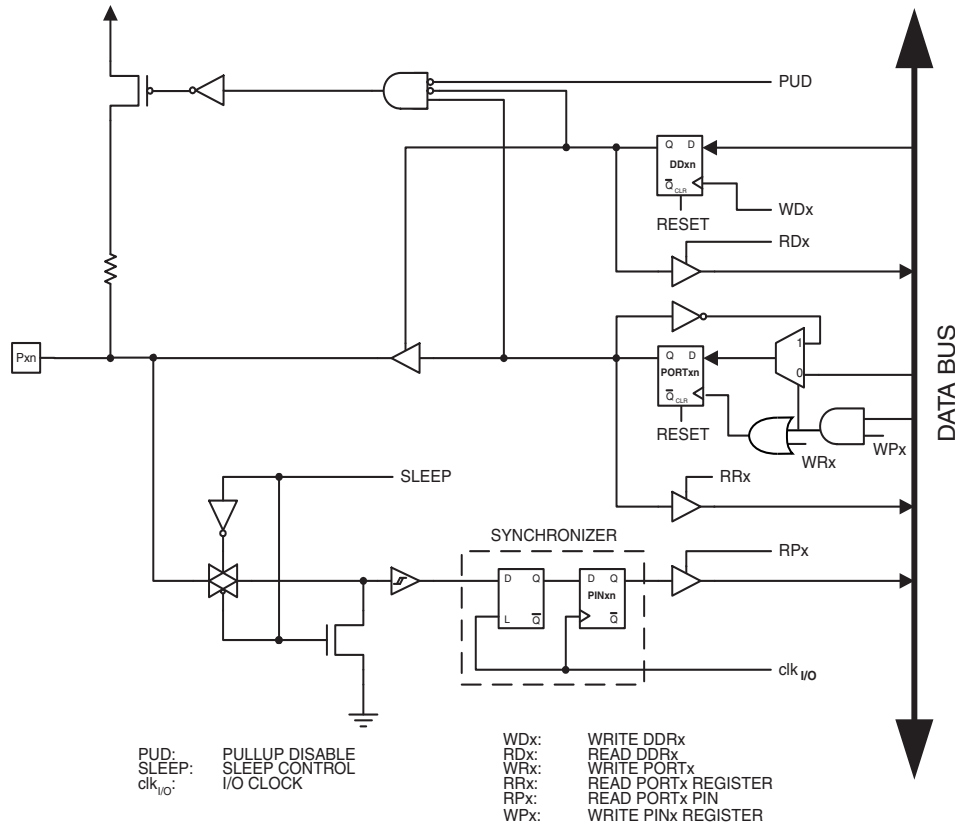 PUD
Q D
DDxn
Q CLR
WDx
RESET
RDx
Pxn
1
Q D
PORTxn
0
Q CLR
RESET
WRx
WPx
DATA BUS
SLEEP
RRx
SYNCHRONIZER
RPx
D Q
L Q
D Q
PINxn
Q
clk I/O
PUD: PULLUP DISABLE
SLEEP: SLEEP CONTROL
clkI/O: I/O CLOCK
WDx: WRITE DDRx
RDx: READ DDRx
WRx: WRITE PORTx
RRx: READ PORTx REGISTER
RPx: READ PORTx PIN
WPx: WRITE PINx REGISTER